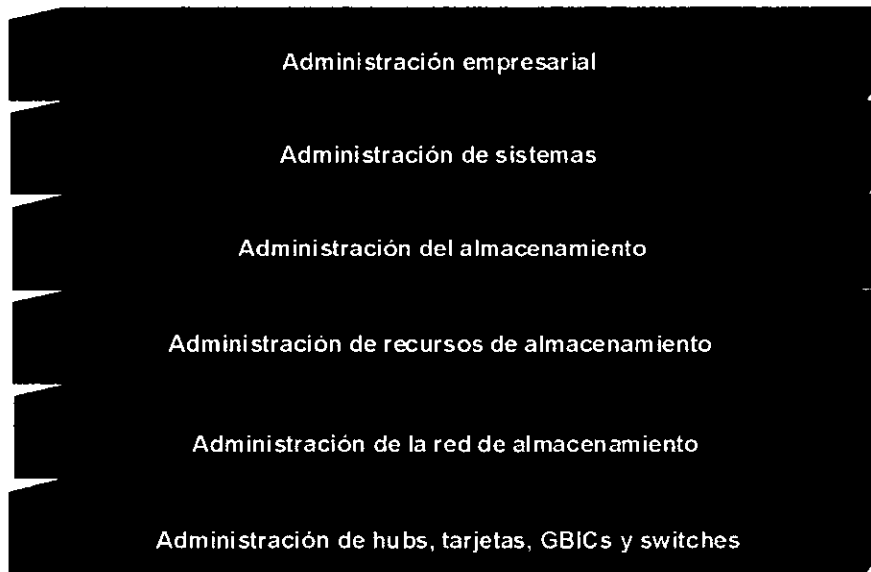 Administración empresarial
Administración de sistemas
Administración del almacenamiento
Administración de recursos de almacenamiento
Administración de la red de almacenamiento
Administración de hubs, tarjetas, GBICs y switches